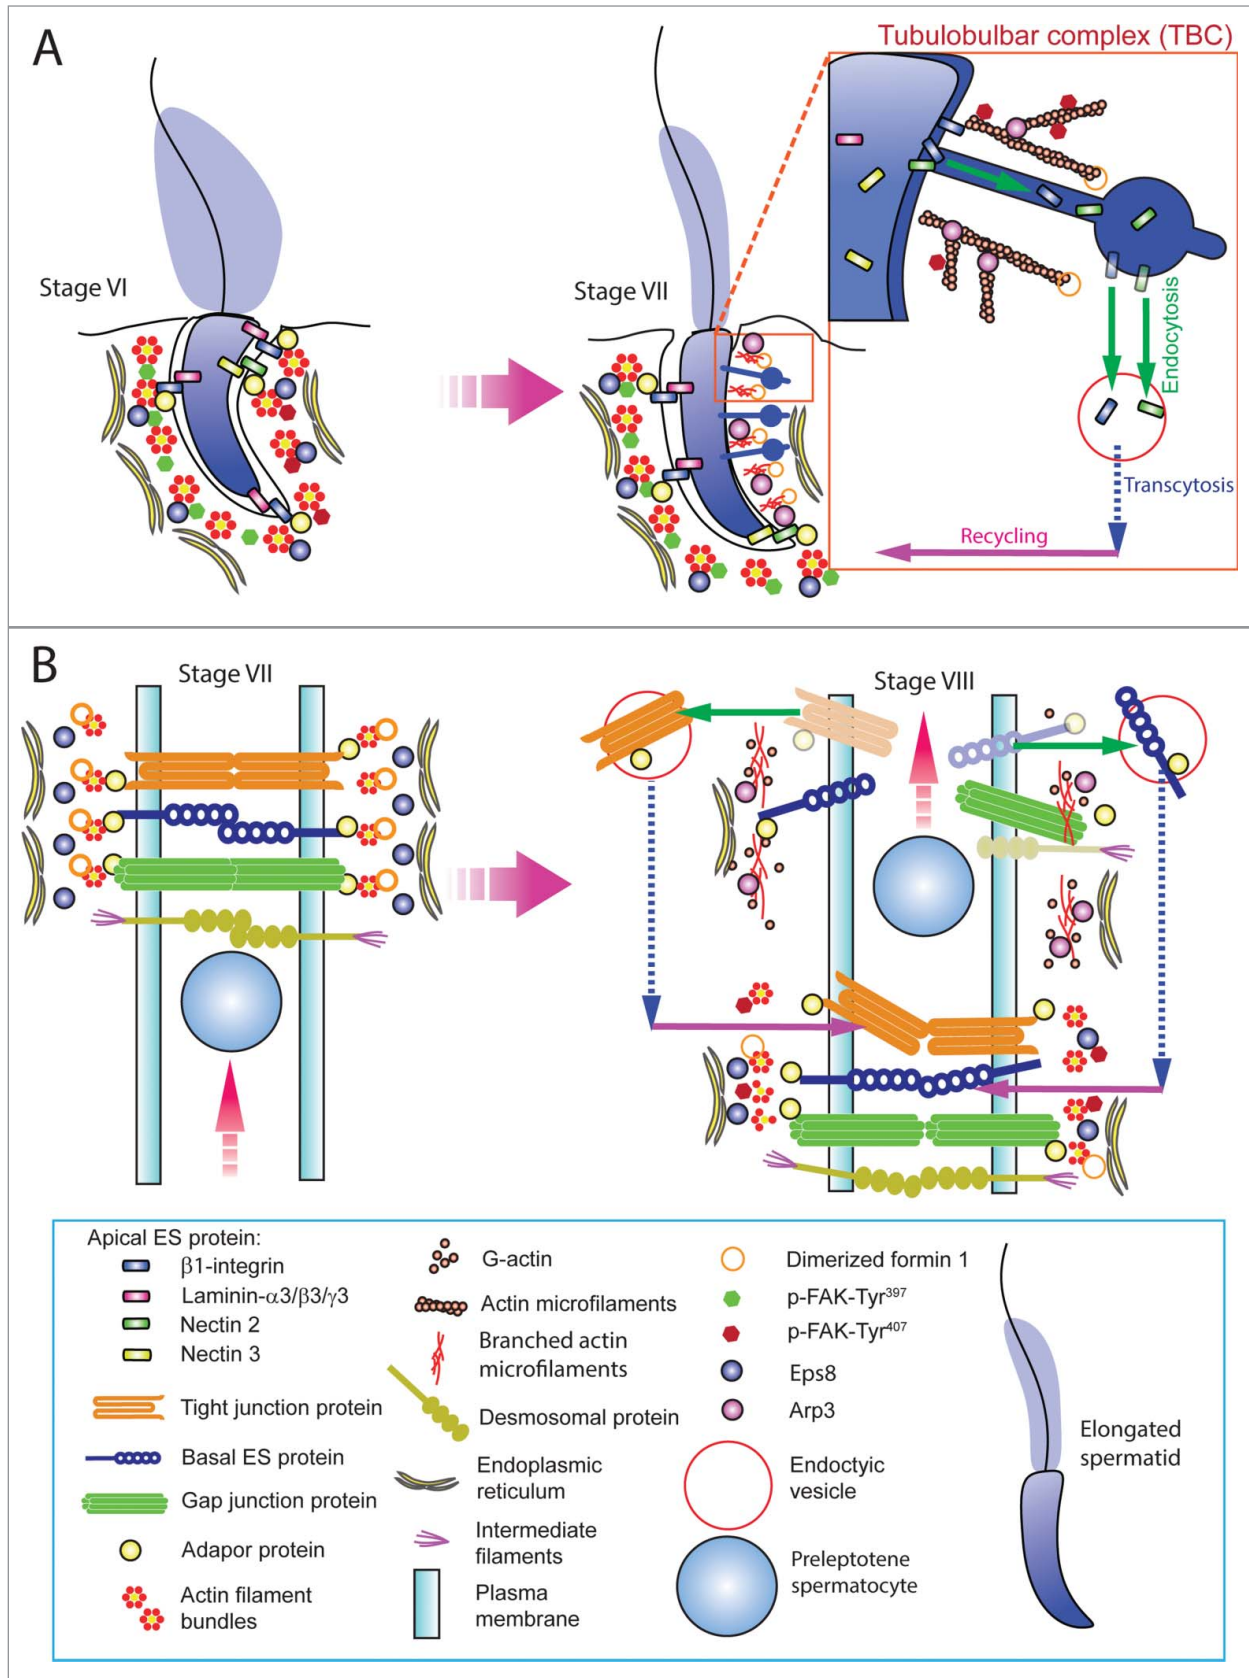 A
Tubulobulbar complex (TBC)
Stage VI
Stage VII
Endocytosis
Transcytosis
Recycling
B
Stage VII
Stage VIII
Apical ES protein:
β1-integrin
Laminin-α3/β3/γ3
Nectin 2
Nectin 3
Tight junction protein
Basal ES protein
Gap junction protein
Adapor protein
Actin filament
bundles
G-actin
Actin microfilaments
Branched actin
microfilaments
Desmosomal protein
Endoplasmic
reticulum
Intermediate
filaments
Plasma
membrane
Dimerized formin 1
p-FAK-Tyr³⁹⁷
p-FAK-Tyr⁴⁰⁷
Eps8
Arp3
Endoctyic
vesicle
Preleptotene
spermatocyte
Elongated
spermatid